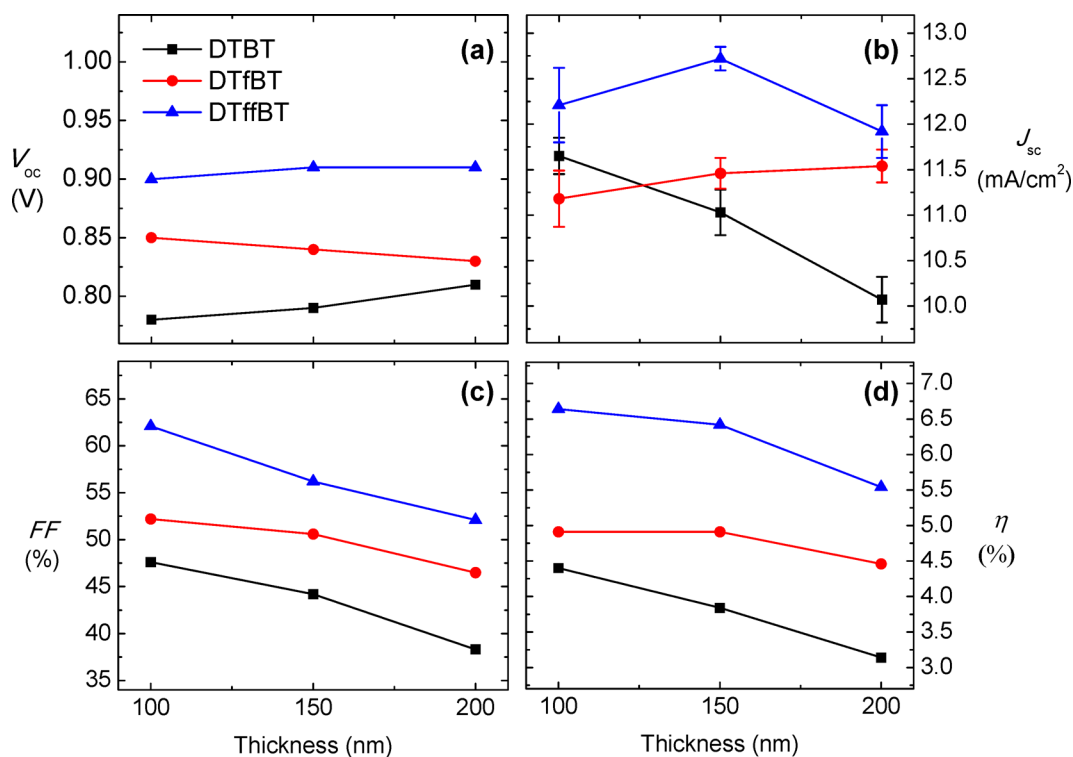 (a)
DTBT
DTfBT
DTffBT
1.00
0.95
0.90
0.85
0.80
Voc
(V)
(b)
13.0
12.5
12.0
11.5
11.0
10.5
10.0
Jsc
(mA/cm²)
(c)
65
60
55
50
45
40
35
FF
(%)
100 150 200
Thickness (nm)
(d)
7.0
6.5
6.0
5.5
5.0
4.5
4.0
3.5
3.0
η
(%)
100 150 200
Thickness (nm)